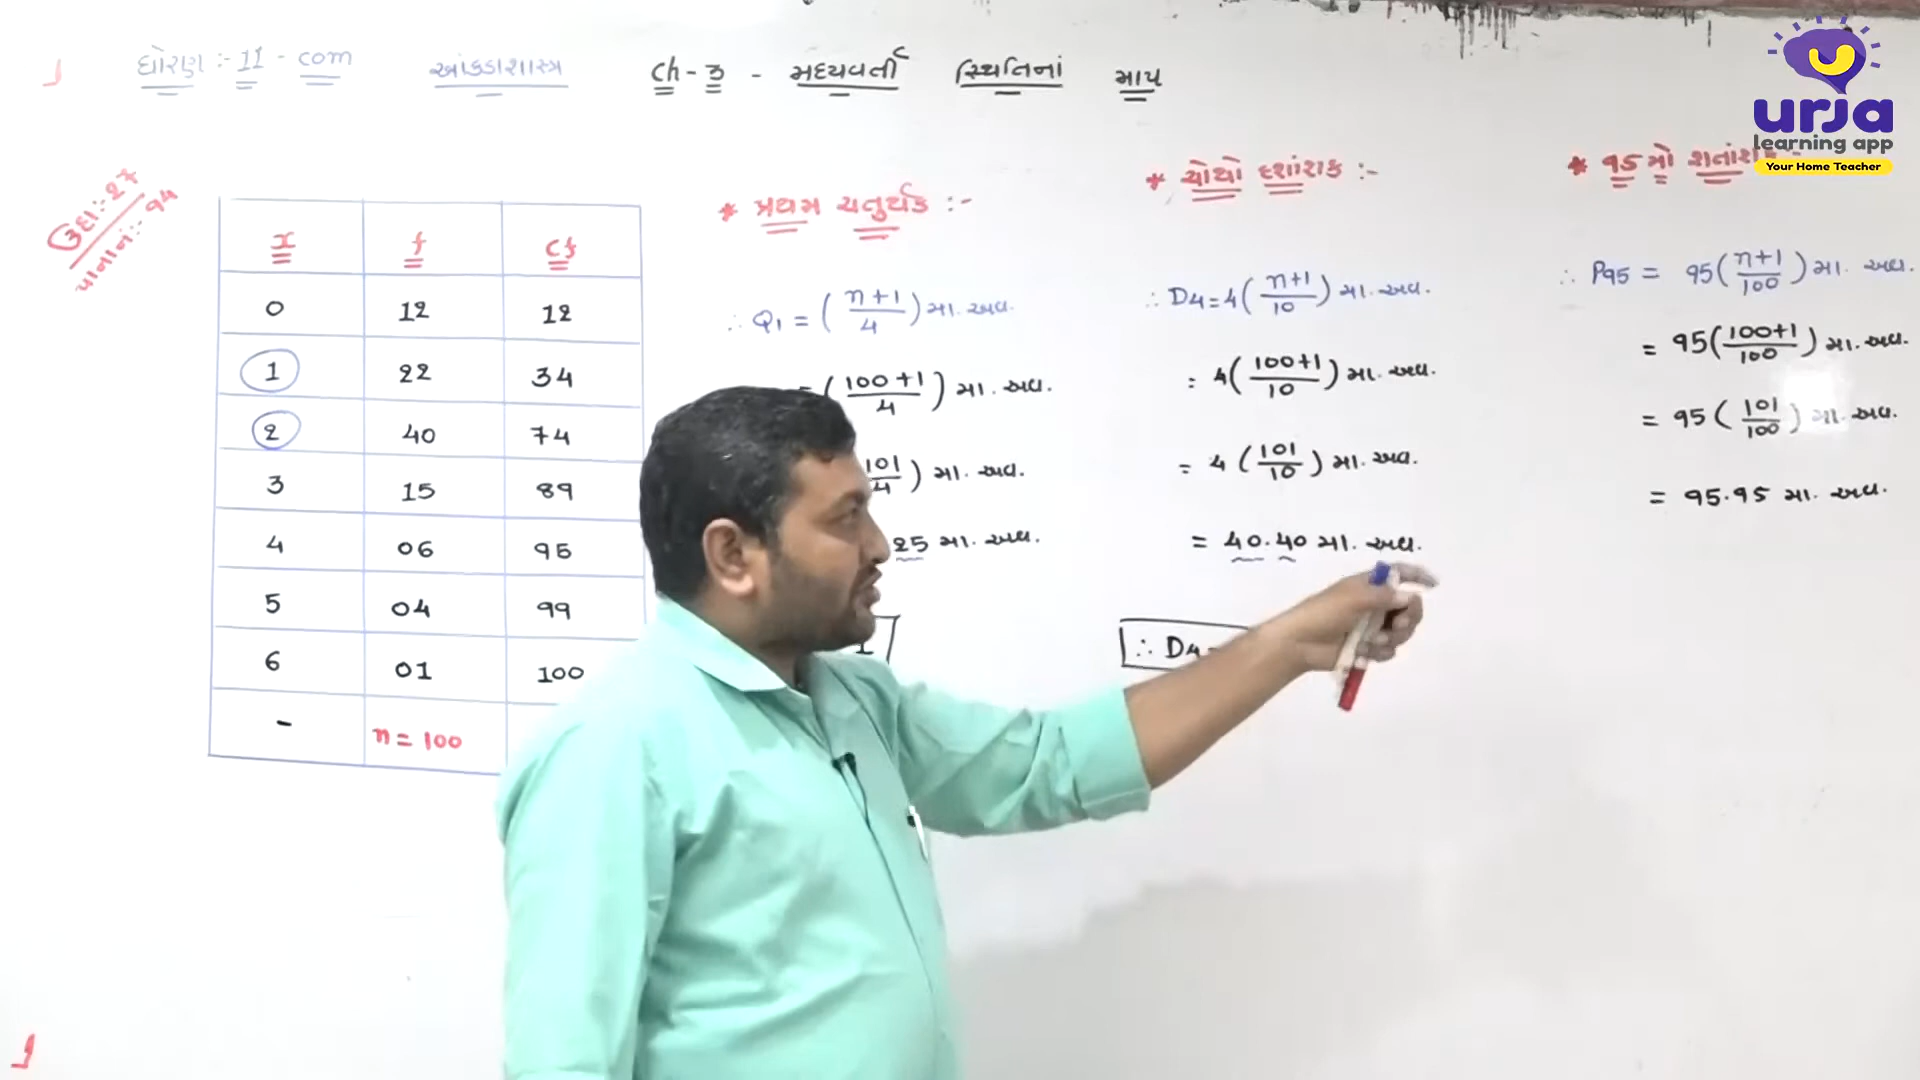 ધોરણ :- 11 - com આંકડાશાસ્ત્ર Ch - 3 - મધ્યવર્તી સ્થિતિનાં માપ
urja
learning app
Your Home Teacher
ઉદા:- 27
પાનાનં:- 94
x f cf
0 12 12
1 22 34
2 40 74
3 15 89
4 06 95
5 04 99
6 01 100
- n = 100
* પ્રથમ ચતુર્થક :-
∴ Q1 = (n+1/4) મા. અવ.
= (100+1/4) મા. અવ.
101/4) મા. અવ.
25 મા. અવ.
1
* ચોથો દશાંશક :-
∴ D4 = 4(n+1/10) મા. અવ.
= 4(100+1/10) મા. અવ.
= 4(101/10) મા. અવ.
= 40.40 મા. અવ.
∴ D4 =
* 95 મો શતાંશક :-
∴ P95 = 95(n+1/100) મા. અવ.
= 95(100+1/100) મા. અવ.
= 95(101/100) મા. અવ.
= 95.95 મા. અવ.